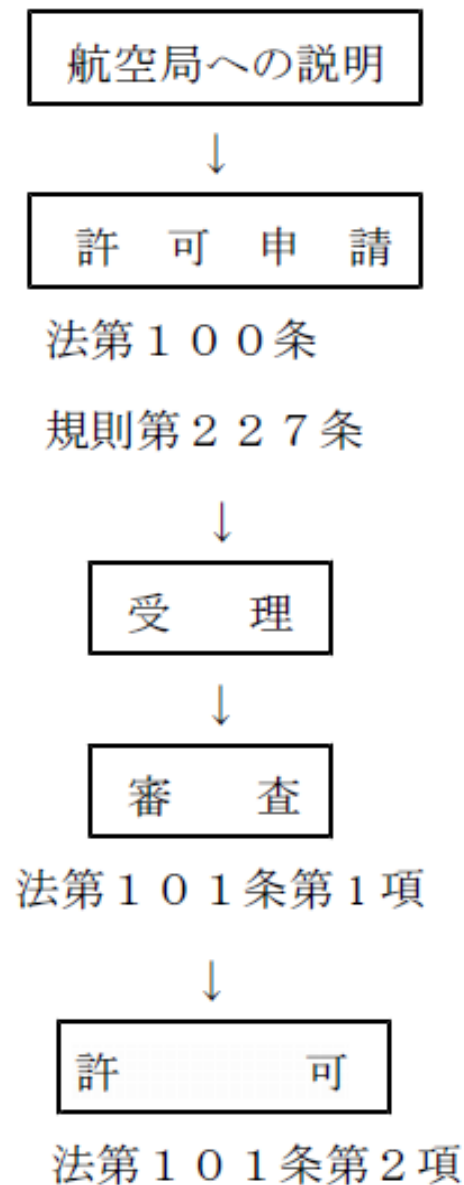 航空局への説明
↓
許 可 申 請
法第１００条
規則第２２７条
↓
受 理
↓
審 査
法第１０１条第１項
↓
許 可
法第１０１条第２項